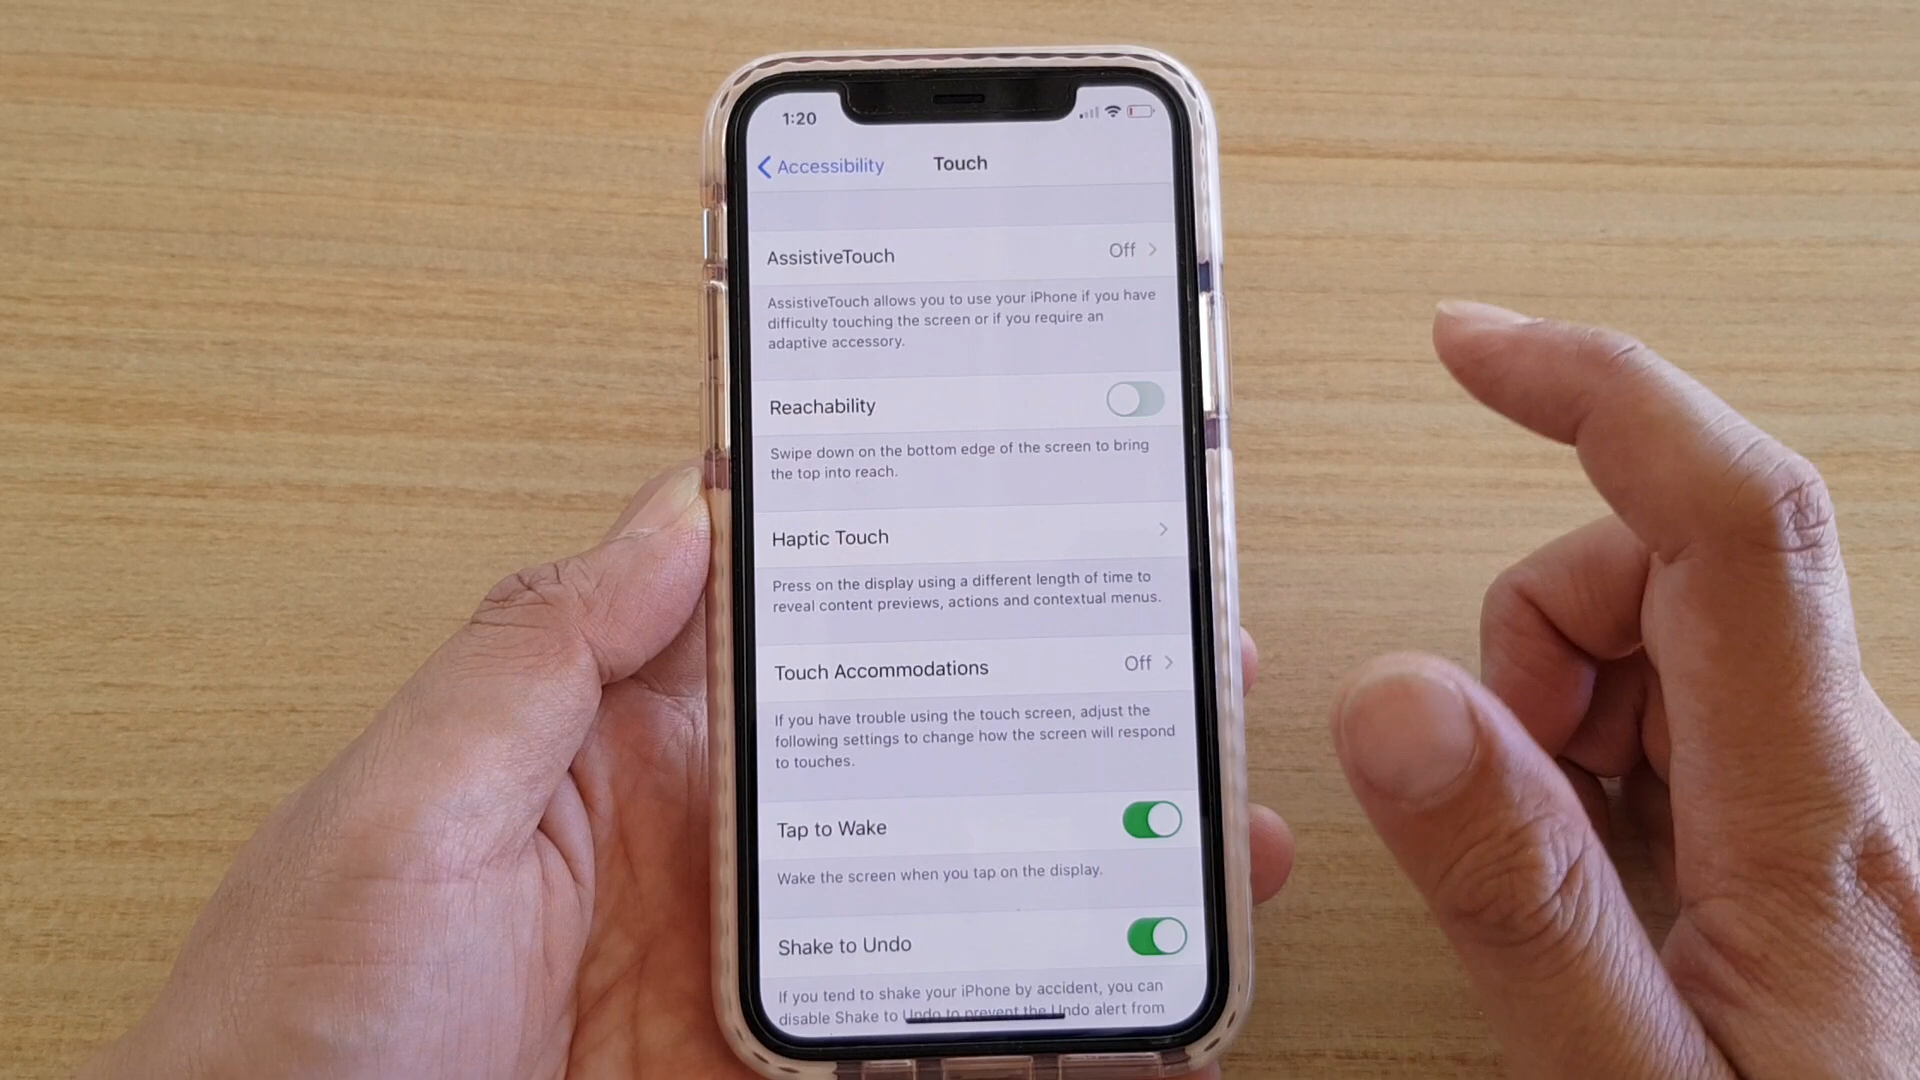 1:20
Accessibility Touch
AssistiveTouch Off
AssistiveTouch allows you to use your iPhone if you have
difficulty touching the screen or if you require an
adaptive accessory.
Reachability
Swipe down on the bottom edge of the screen to bring
the top into reach.
Haptic Touch
Press on the display using a different length of time to
reveal content previews, actions and contextual menus.
Touch Accommodations Off
If you have trouble using the touch screen, adjust the
following settings to change how the screen will respond
to touches.
Tap to Wake
Wake the screen when you tap on the display.
Shake to Undo
If you tend to shake your iPhone by accident, you can
disable Shake to Undo to prevent the Undo alert from